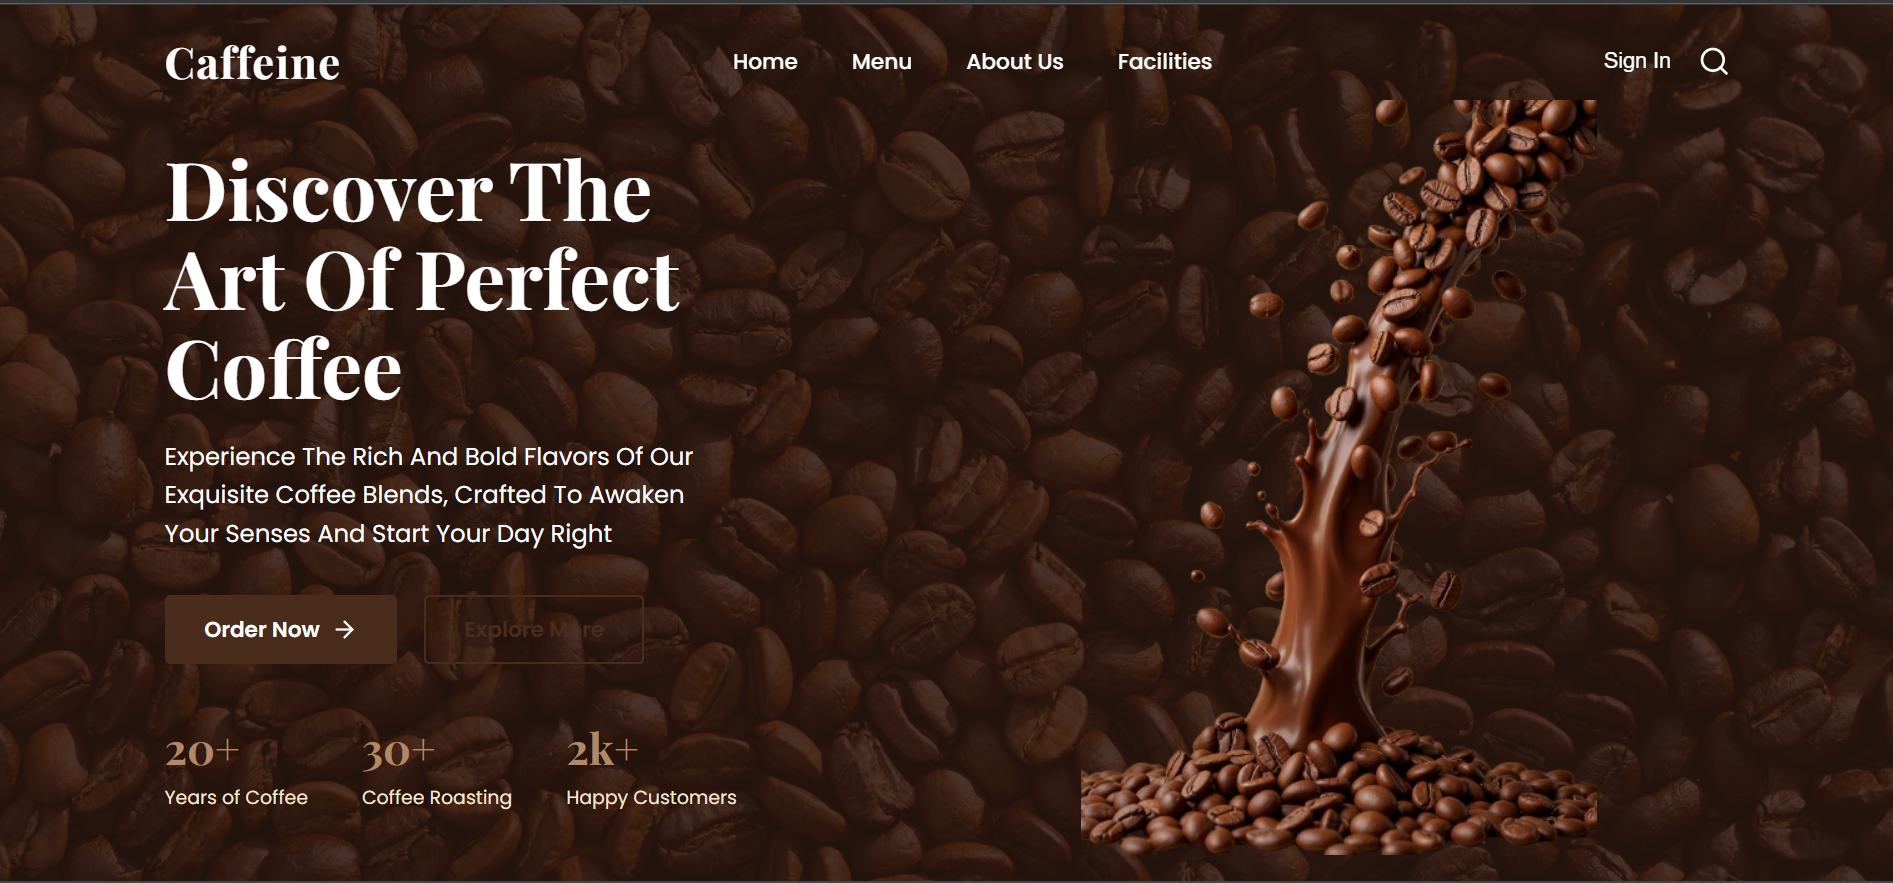 Caffeine
Home Menu About Us Facilities
Sign In
Discover The
Art Of Perfect
Coffee
Experience The Rich And Bold Flavors Of Our
Exquisite Coffee Blends, Crafted To Awaken
Your Senses And Start Your Day Right
Order Now
Explore More
20+ 30+ 2k+
Years of Coffee Coffee Roasting Happy Customers